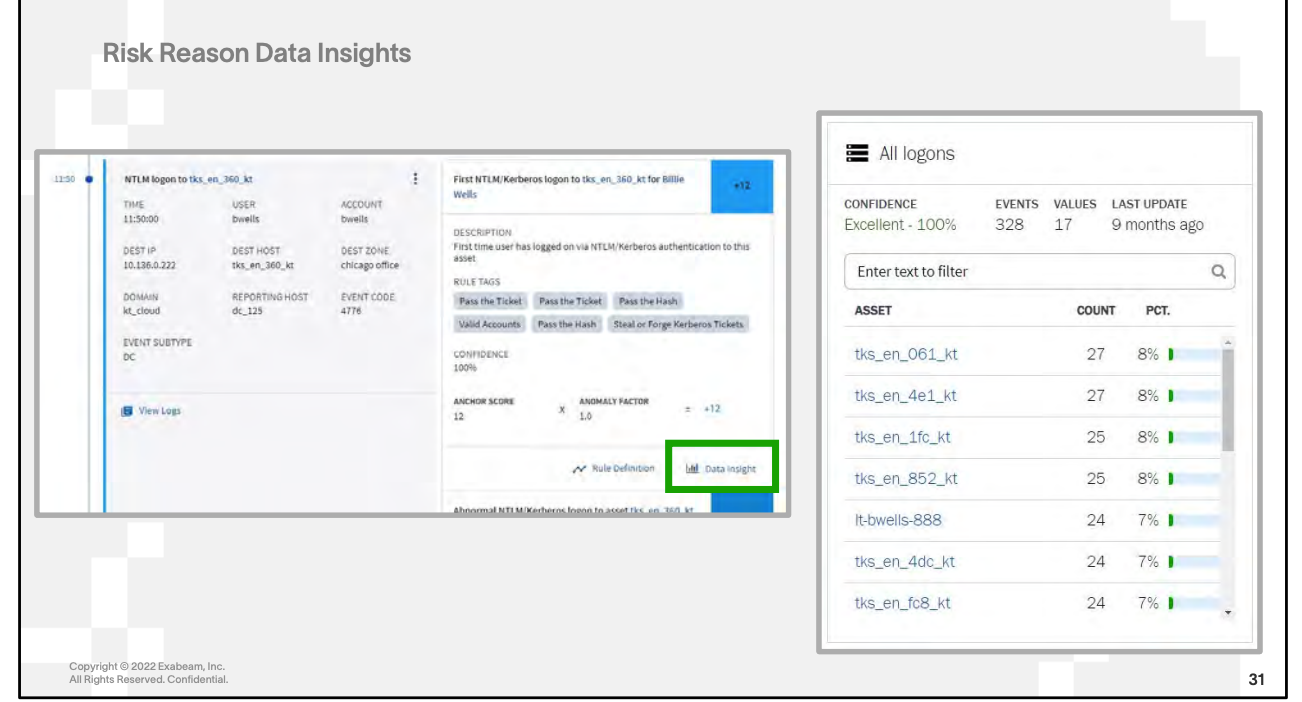 Risk Reason Data Insights
11:50
NTLM logon to tks_en_360_kt
TIME USER ACCOUNT
11:50:00 bwells bwells
DEST IP DEST HOST DEST ZONE
10.136.0.222 tks_en_360_kt chicago office
DOMAIN REPORTING HOST EVENT CODE
kt_cloud dc_125 4776
EVENT SUBTYPE
DC
View Logs
First NTLM/Kerberos logon to tks_en_360_kt for Billie
Wells
+12
DESCRIPTION
First time user has logged on via NTLM/Kerberos authentication to this
asset
RULE TAGS
Pass the Ticket Pass the Ticket Pass the Hash
Valid Accounts Pass the Hash Steal or Forge Kerberos Tickets
CONFIDENCE
100%
ANCHOR SCORE X ANOMALY FACTOR = +12
12 1.0
Rule Definition Data Insight
Abnormal NTLM/Kerberos logon to asset tks_en_360_kt
All logons
CONFIDENCE EVENTS VALUES LAST UPDATE
Excellent - 100% 328 17 9 months ago
Enter text to filter
ASSET COUNT PCT.
tks_en_061_kt 27 8%
tks_en_4e1_kt 27 8%
tks_en_1fc_kt 25 8%
tks_en_852_kt 25 8%
lt-bwells-888 24 7%
tks_en_4dc_kt 24 7%
tks_en_fc8_kt 24 7%
Copyright © 2022 Exabeam, Inc.
All Rights Reserved. Confidential.
31